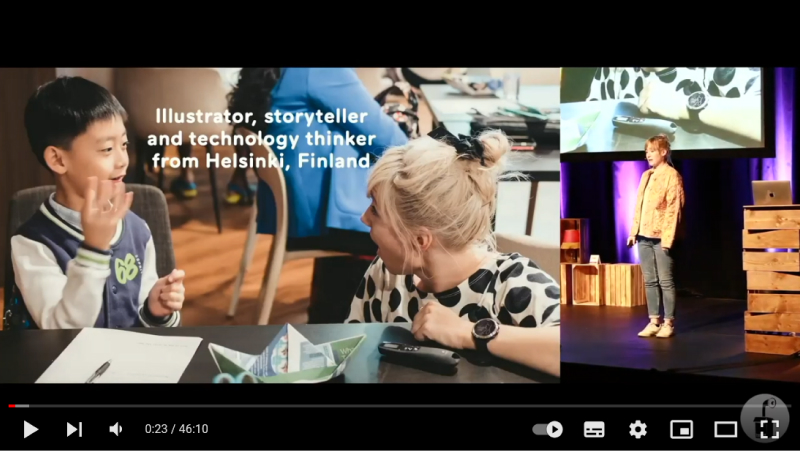 Illustrator, storyteller
and technology thinker
from Helsinki, Finland
0:23 / 46:10